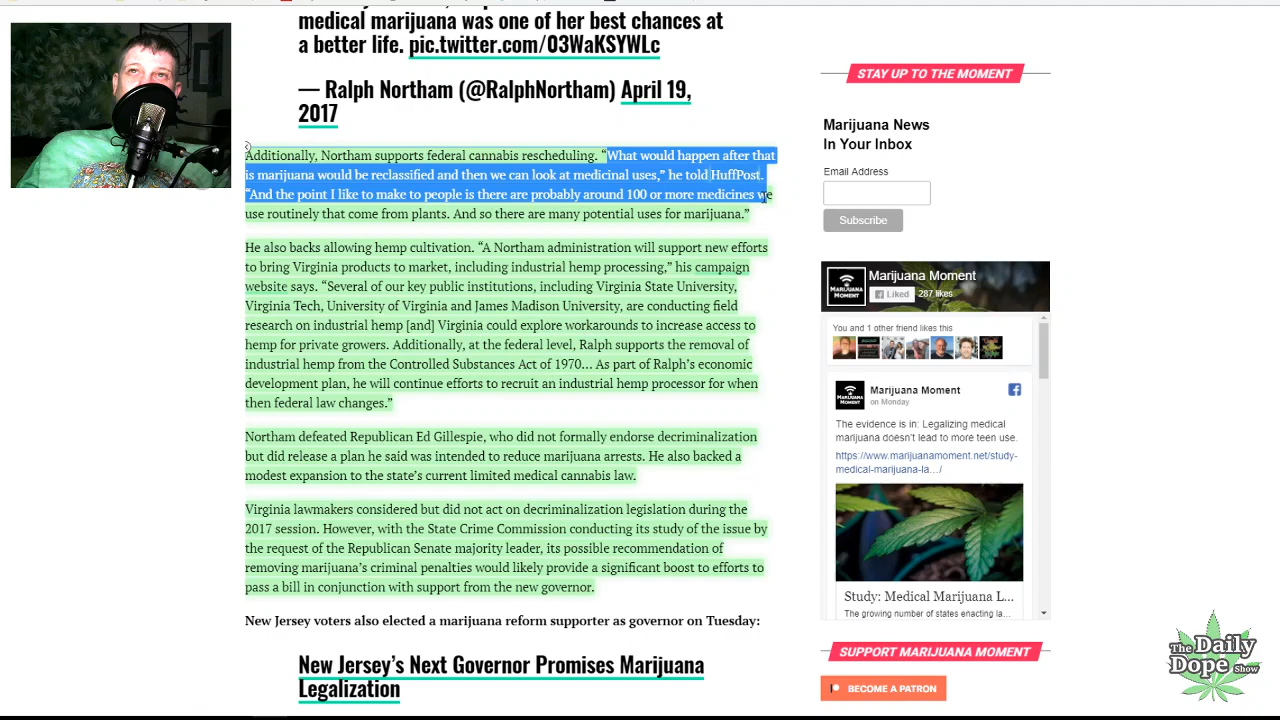 medical marijuana was one of her best chances at
a better life. pic.twitter.com/03WaKSYWLc
— Ralph Northam (@RalphNortham) April 19,
2017
Additionally, Northam supports federal cannabis rescheduling. “What would happen after that
is marijuana would be reclassified and then we can look at medicinal uses,” he told HuffPost.
“And the point I like to make to people is there are probably around 100 or more medicines we
use routinely that come from plants. And so there are many potential uses for marijuana.”
He also backs allowing hemp cultivation. “A Northam administration will support new efforts
to bring Virginia products to market, including industrial hemp processing,” his campaign
website says. “Several of our key public institutions, including Virginia State University,
Virginia Tech, University of Virginia and James Madison University, are conducting field
research on industrial hemp [and] Virginia could explore workarounds to increase access to
hemp for private growers. Additionally, at the federal level, Ralph supports the removal of
industrial hemp from the Controlled Substances Act of 1970… As part of Ralph’s economic
development plan, he will continue efforts to recruit an industrial hemp processor for when
then federal law changes.”
Northam defeated Republican Ed Gillespie, who did not formally endorse decriminalization
but did release a plan he said was intended to reduce marijuana arrests. He also backed a
modest expansion to the state’s current limited medical cannabis law.
Virginia lawmakers considered but did not act on decriminalization legislation during the
2017 session. However, with the State Crime Commission conducting its study of the issue by
the request of the Republican Senate majority leader, its possible recommendation of
removing marijuana’s criminal penalties would likely provide a significant boost to efforts to
pass a bill in conjunction with support from the new governor.
New Jersey voters also elected a marijuana reform supporter as governor on Tuesday:
New Jersey’s Next Governor Promises Marijuana
Legalization
STAY UP TO THE MOMENT
Marijuana News
In Your Inbox
Email Address
Subscribe
MARIJUANA
MOMENT
Marijuana Moment
Liked 287 likes
You and 1 other friend likes this
MARIJUANA
MOMENT
Marijuana Moment
on Monday
The evidence is in: Legalizing medical
marijuana doesn’t lead to more teen use.
https://www.marijuanamoment.net/study-
medical-marijuana-la…/
Study: Medical Marijuana L...
The growing number of states enacting la...
SUPPORT MARIJUANA MOMENT
BECOME A PATRON
The Daily
Dope Show